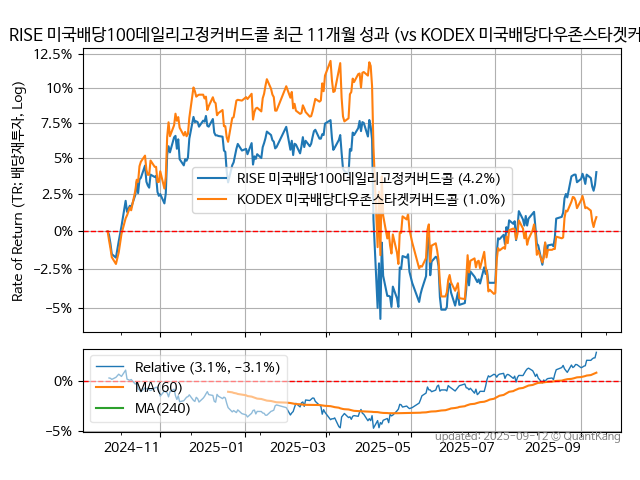 RISE 미국배당100데일리고정커버드콜 최근 11개월 성과 (vs KODEX 미국배당다우존스타겟커
12.5%
10%
7.5%
5%
2.5%
0%
−2.5%
−5%
Rate of Return (TR: 배당재투자, Log)
RISE 미국배당100데일리고정커버드콜 (4.2%)
KODEX 미국배당다우존스타겟커버드콜 (1.0%)
0%
−5%
Relative (3.1%, −3.1%)
MA(60)
MA(240)
2024−11
2025−01
2025−03
2025−05
2025−07
2025−09
updated: 2025−09−12 © QuantKang